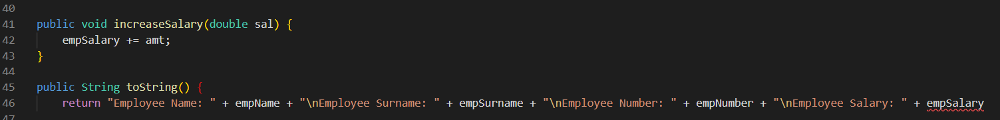 40
41 public void increaseSalary(double sal) {
42 empSalary += amt;
43 }
44
45 public String toString() {
46 return "Employee Name: " + empName + "\nEmployee Surname: " + empSurname + "\nEmployee Number: " + empNumber + "\nEmployee Salary: " + empSalary
47